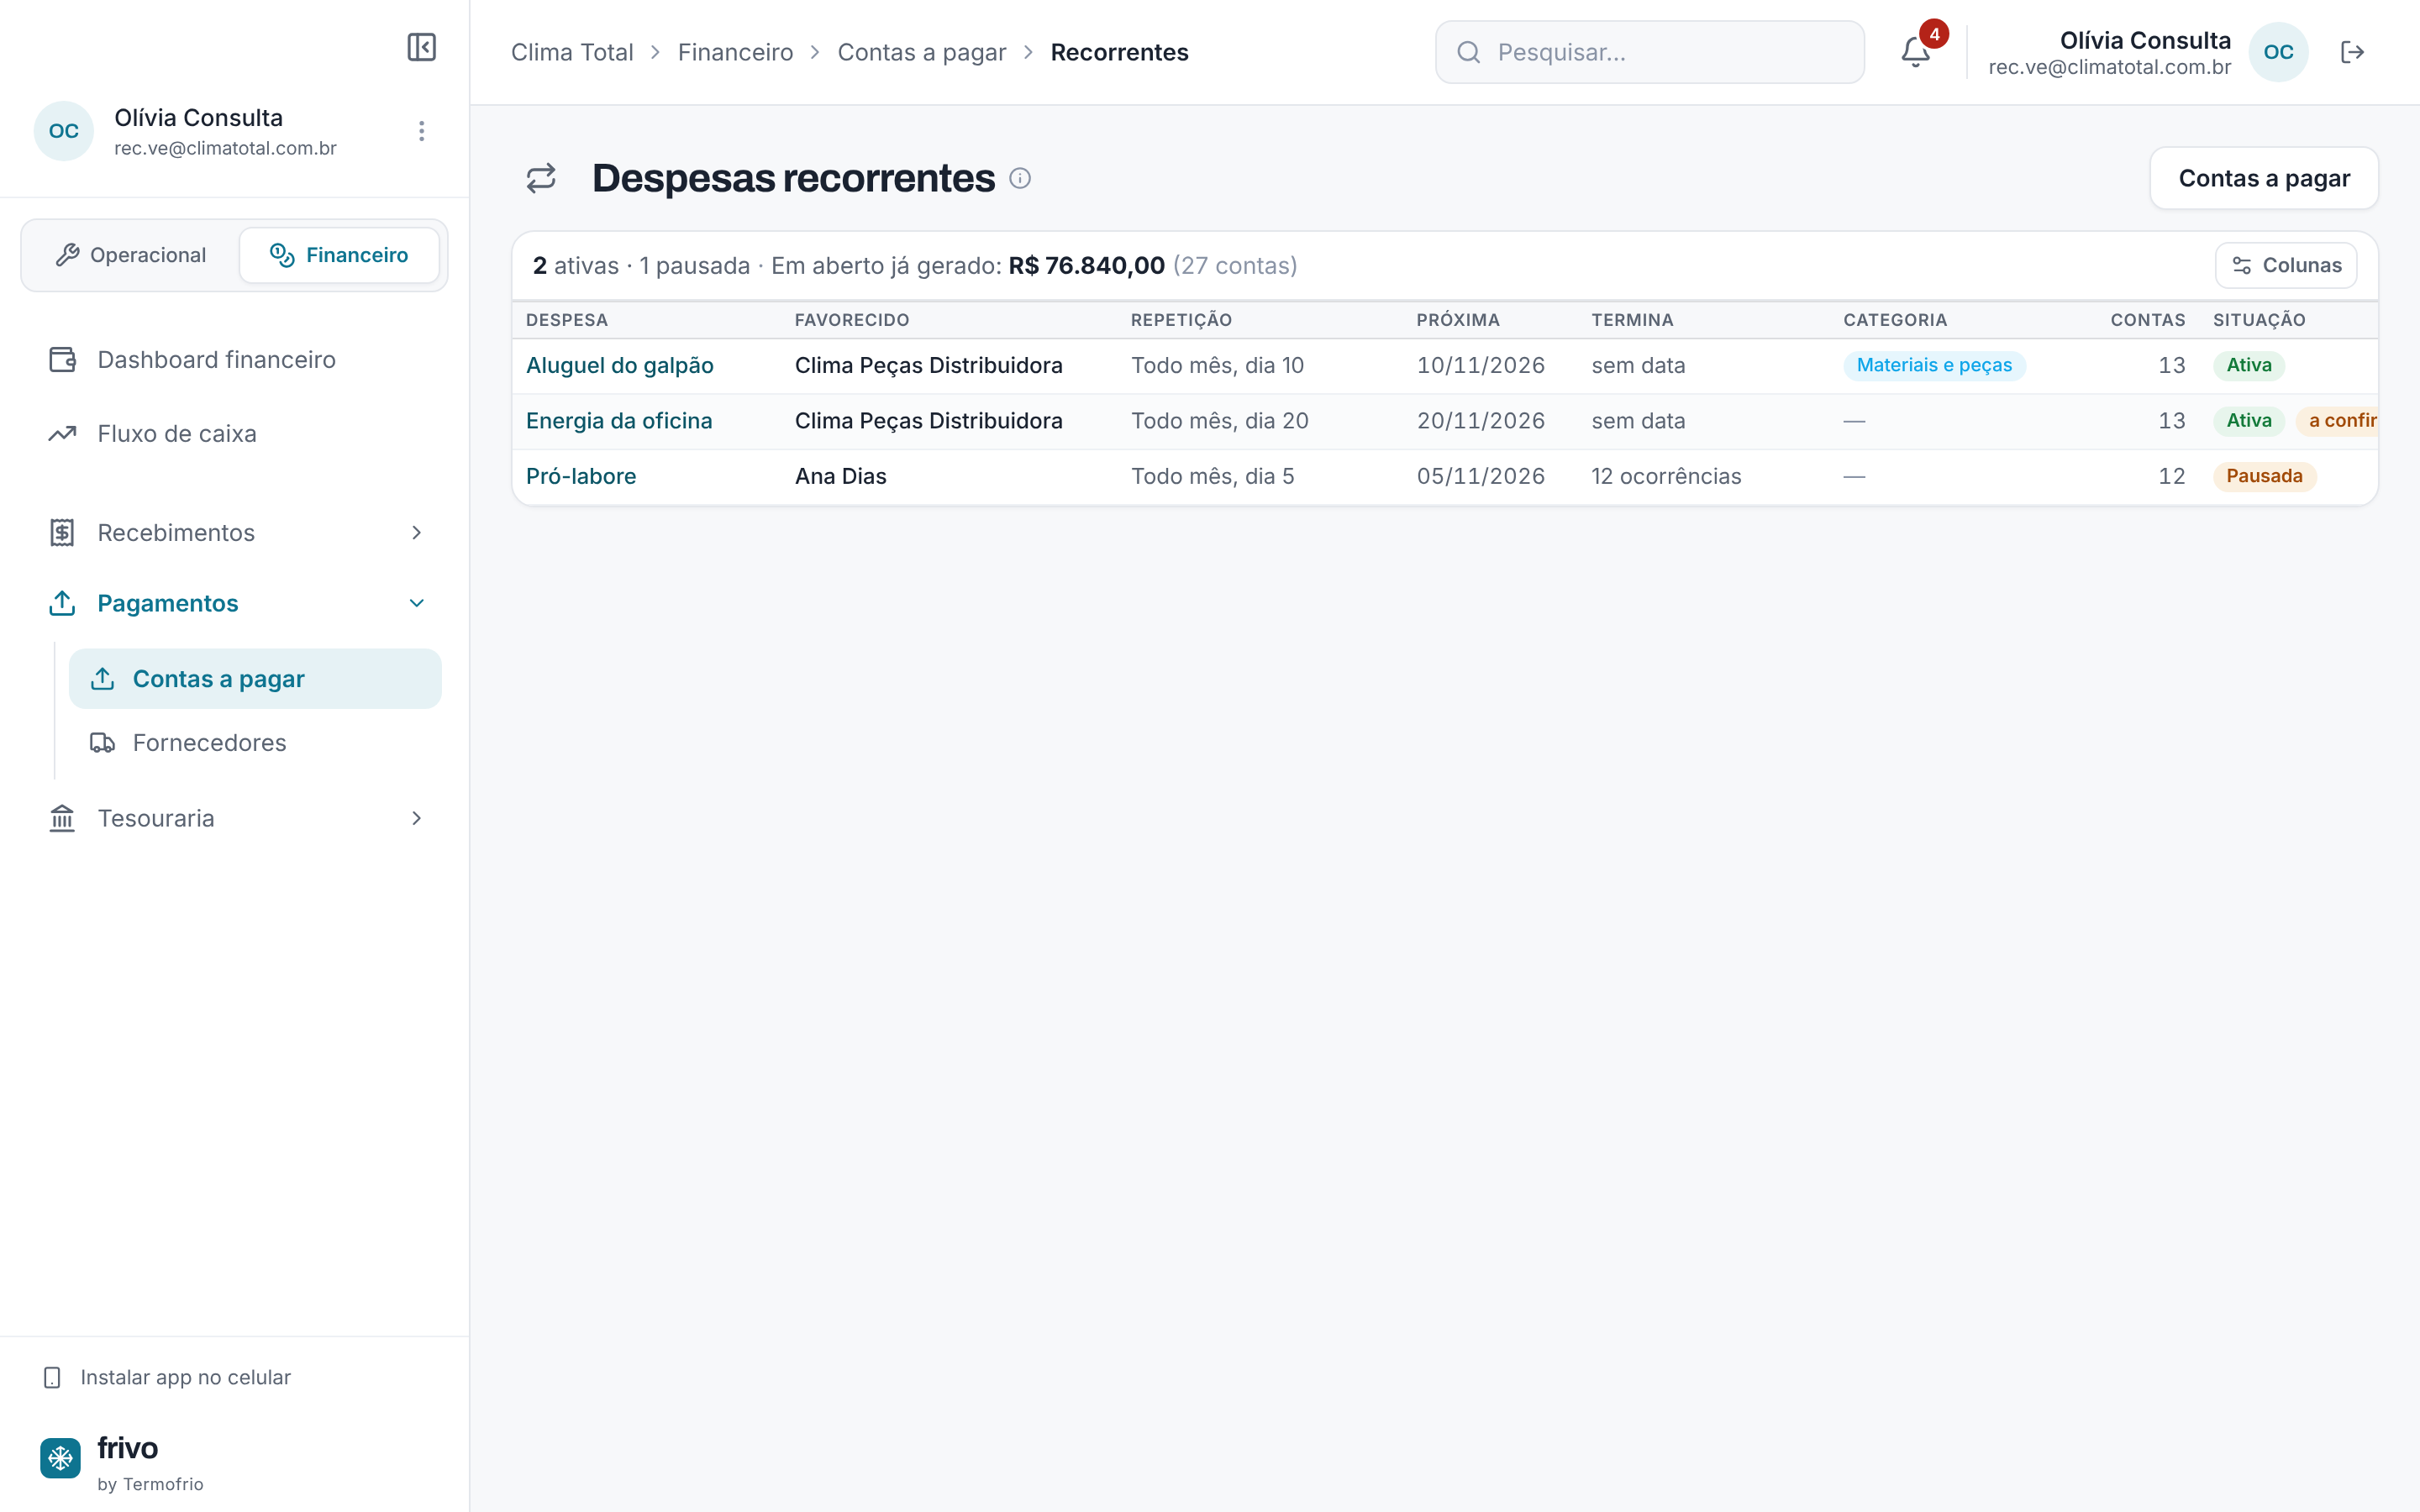 Clima Total > Financeiro > Contas a pagar > Recorrentes
Pesquisar...
4
Olívia Consulta
rec.ve@climatotal.com.br
OC
OC
Olívia Consulta
rec.ve@climatotal.com.br
Operacional
Financeiro
Dashboard financeiro
Fluxo de caixa
Recebimentos
Pagamentos
Contas a pagar
Fornecedores
Tesouraria
Instalar app no celular
frivo
by Termofrio
Despesas recorrentes
Contas a pagar
2 ativas · 1 pausada · Em aberto já gerado: R$ 76.840,00 (27 contas)
Colunas
DESPESA FAVORECIDO REPETIÇÃO PRÓXIMA TERMINA CATEGORIA CONTAS SITUAÇÃO
Aluguel do galpão Clima Peças Distribuidora Todo mês, dia 10 10/11/2026 sem data Materiais e peças 13 Ativa
Energia da oficina Clima Peças Distribuidora Todo mês, dia 20 20/11/2026 sem data — 13 Ativa a confir
Pró-labore Ana Dias Todo mês, dia 5 05/11/2026 12 ocorrências — 12 Pausada